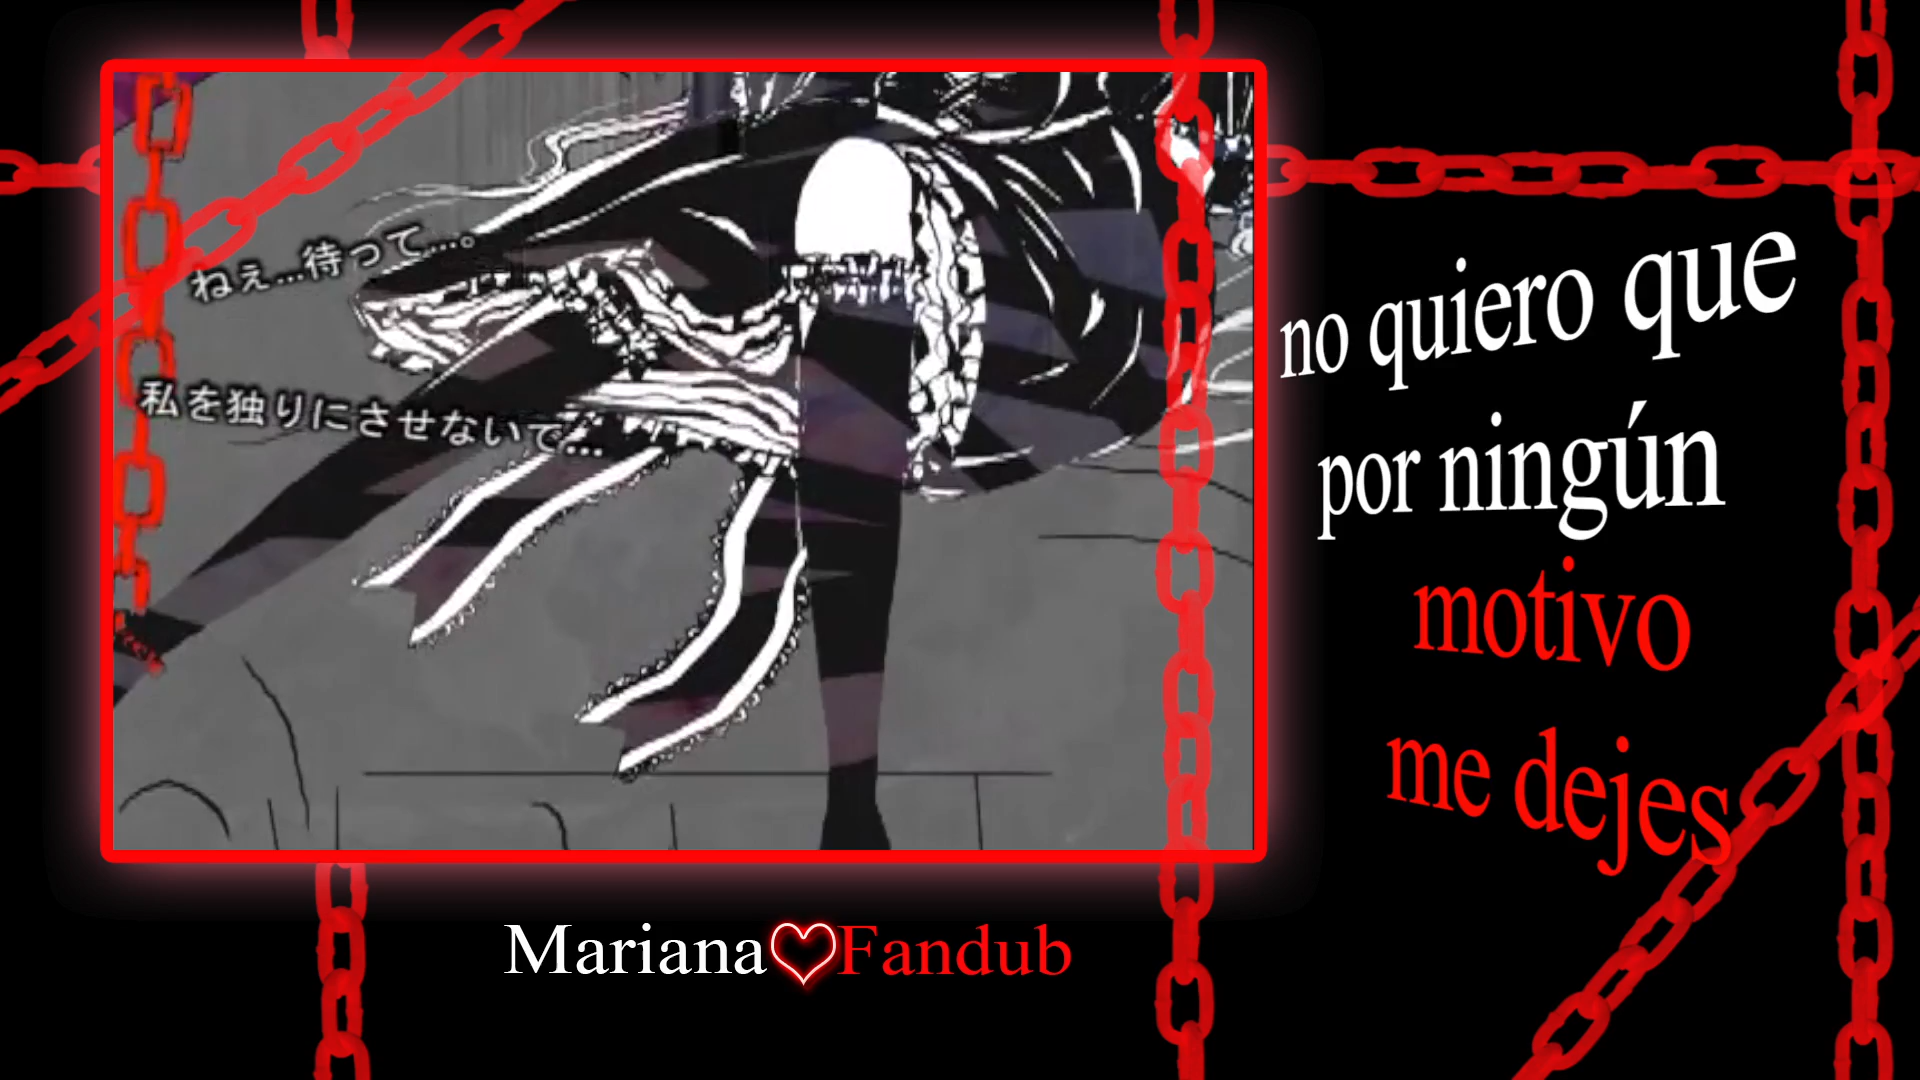 ねぇ…待って…。
私を独りにさせないで…
no quiero que
por ningún
motivo
me dejes
Mariana♡Fandub